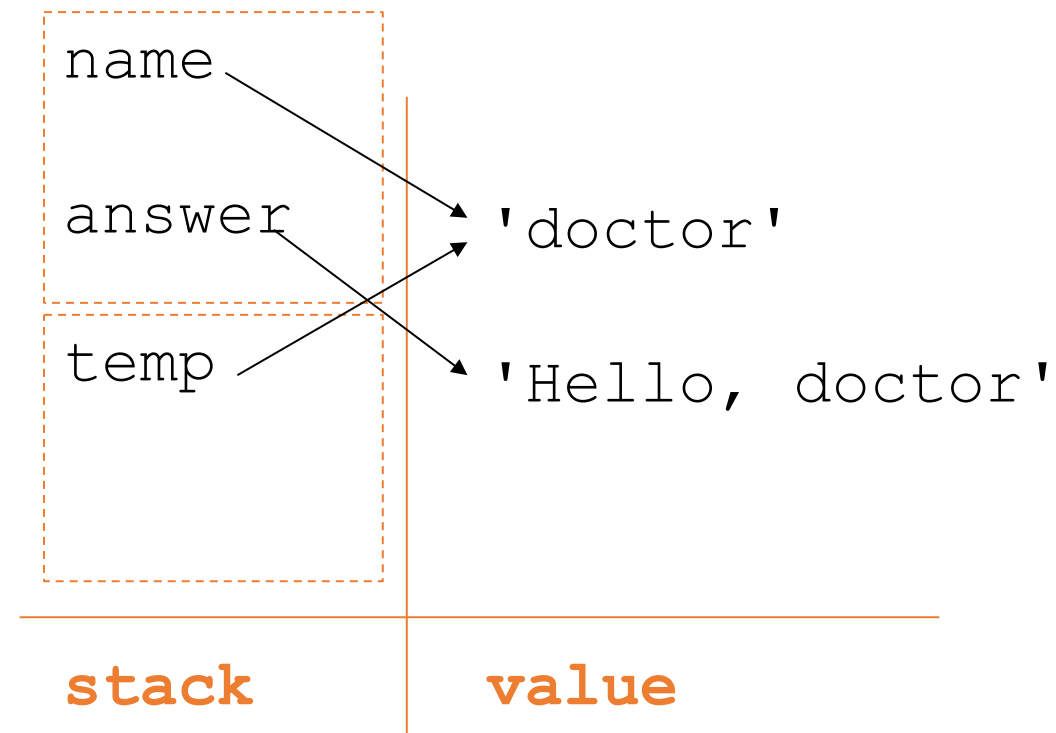 name
answer
'doctor'
temp
'Hello, doctor'
stack
value